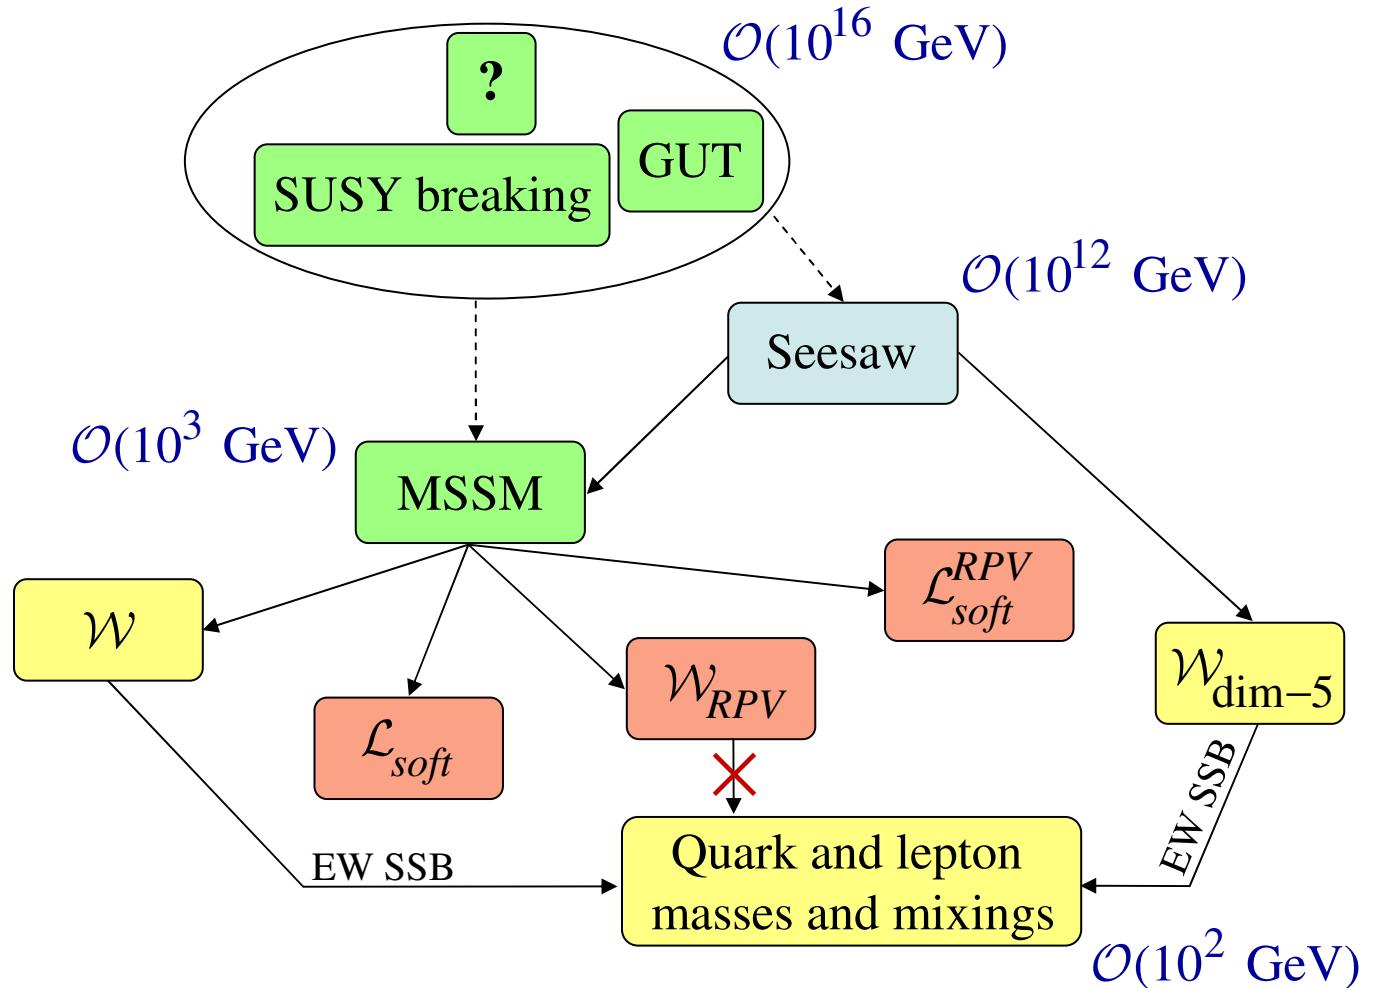 ?
𝒪(10^16 GeV)
GUT
SUSY breaking
𝒪(10^12 GeV)
Seesaw
𝒪(10^3 GeV)
MSSM
ℒ_soft^RPV
𝒲
𝒲_RPV
𝒲_dim−5
ℒ_soft
EW SSB
EW SSB
Quark and lepton
masses and mixings
𝒪(10^2 GeV)